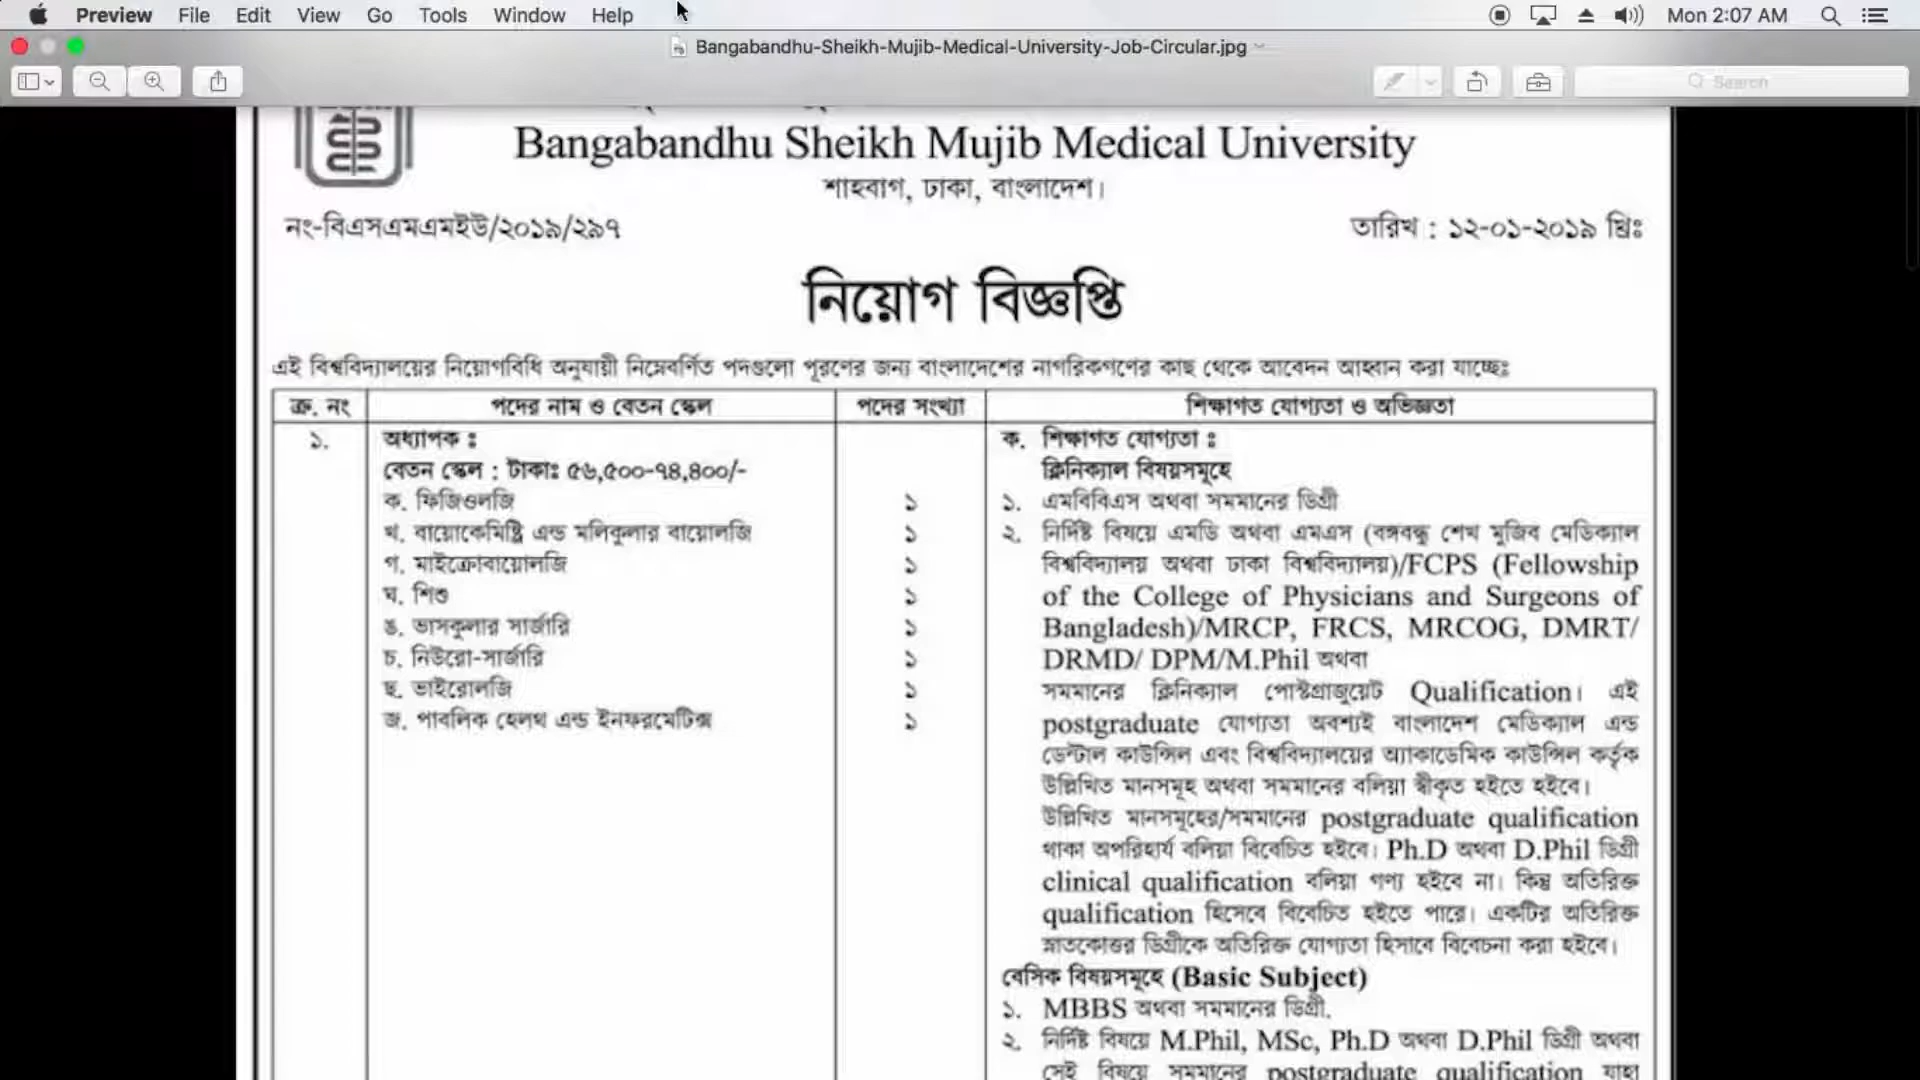 Preview File Edit View Go Tools Window Help Mon 2:07 AM
Bangabandhu-Sheikh-Mujib-Medical-University-Job-Circular.jpg
Search
Bangabandhu Sheikh Mujib Medical University
শাহবাগ, ঢাকা, বাংলাদেশ।
নং-বিএসএমএমইউ/২০১৯/২৯৭ তারিখ : ১২-০১-২০১৯ খ্রিঃ
নিয়োগ বিজ্ঞপ্তি
এই বিশ্ববিদ্যালয়ের নিয়োগবিধি অনুযায়ী নিম্নেবর্ণিত পদগুলো পূরণের জন্য বাংলাদেশের নাগরিকগণের কাছ থেকে আবেদন আহ্বান করা যাচ্ছেঃ
ক্র. নং পদের নাম ও বেতন স্কেল পদের সংখ্যা শিক্ষাগত যোগ্যতা ও অভিজ্ঞতা
১. অধ্যাপক ঃ ক. শিক্ষাগত যোগ্যতা ঃ
বেতন স্কেল : টাকাঃ ৫৬,৫০০-৭৪,৪০০/- ক্লিনিক্যাল বিষয়সমূহে
ক. ফিজিওলজি ১ ১. এমবিবিএস অথবা সমমানের ডিগ্রী
খ. বায়োকেমিষ্ট্রি এন্ড মলিকুলার বায়োলজি ১ ২. নির্দিষ্ট বিষয়ে এমডি অথবা এমএস (বঙ্গবন্ধু শেখ মুজিব মেডিক্যাল
গ. মাইক্রোবায়োলজি ১ বিশ্ববিদ্যালয় অথবা ঢাকা বিশ্ববিদ্যালয়)/FCPS (Fellowship
ঘ. শিশু ১ of the College of Physicians and Surgeons of
ঙ. ভাসকুলার সার্জারি ১ Bangladesh)/MRCP, FRCS, MRCOG, DMRT/
চ. নিউরো-সার্জারি ১ DRMD/ DPM/M.Phil অথবা
ছ. ভাইরোলজি ১ সমমানের ক্লিনিক্যাল পোস্টগ্রাজুয়েট Qualification। এই
জ. পাবলিক হেলথ এন্ড ইনফরমেটিক্স ১ postgraduate যোগ্যতা অবশ্যই বাংলাদেশ মেডিক্যাল এন্ড
ডেন্টাল কাউন্সিল এবং বিশ্ববিদ্যালয়ের অ্যাকাডেমিক কাউন্সিল কর্তৃক
উল্লিখিত মানসমূহ অথবা সমমানের বলিয়া স্বীকৃত হইতে হইবে।
উল্লিখিত মানসমূহের/সমমানের postgraduate qualification
থাকা অপরিহার্য বলিয়া বিবেচিত হইবে। Ph.D অথবা D.Phil ডিগ্রী
clinical qualification বলিয়া গণ্য হইবে না। কিন্তু অতিরিক্ত
qualification হিসেবে বিবেচিত হইতে পারে। একটির অতিরিক্ত
স্নাতকোত্তর ডিগ্রীকে অতিরিক্ত যোগ্যতা হিসাবে বিবেচনা করা হইবে।
বেসিক বিষয়সমূহে (Basic Subject)
১. MBBS অথবা সমমানের ডিগ্রী.
২. নির্দিষ্ট বিষয়ে M.Phil, MSc, Ph.D অথবা D.Phil ডিগ্রী অথবা
সেই বিষয়ে সমমানের postgraduate qualification যাহা